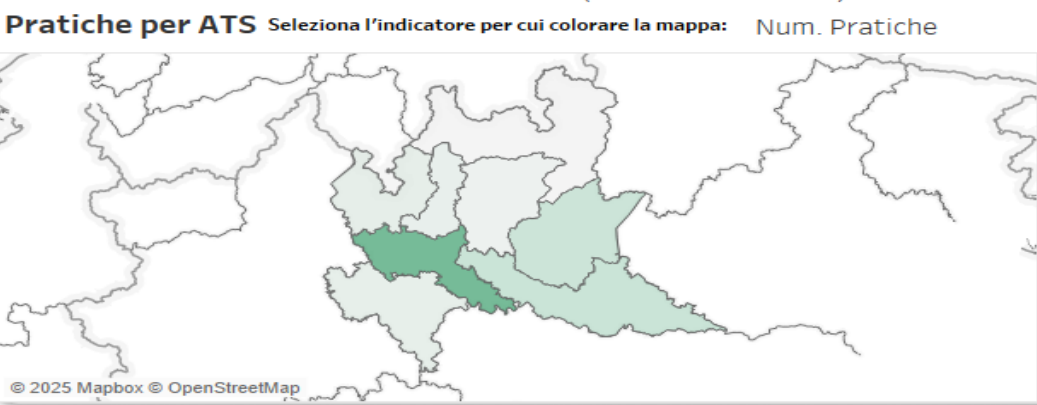 Pratiche per ATS Seleziona l'indicatore per cui colorare la mappa: Num. Pratiche
© 2025 Mapbox © OpenStreetMap